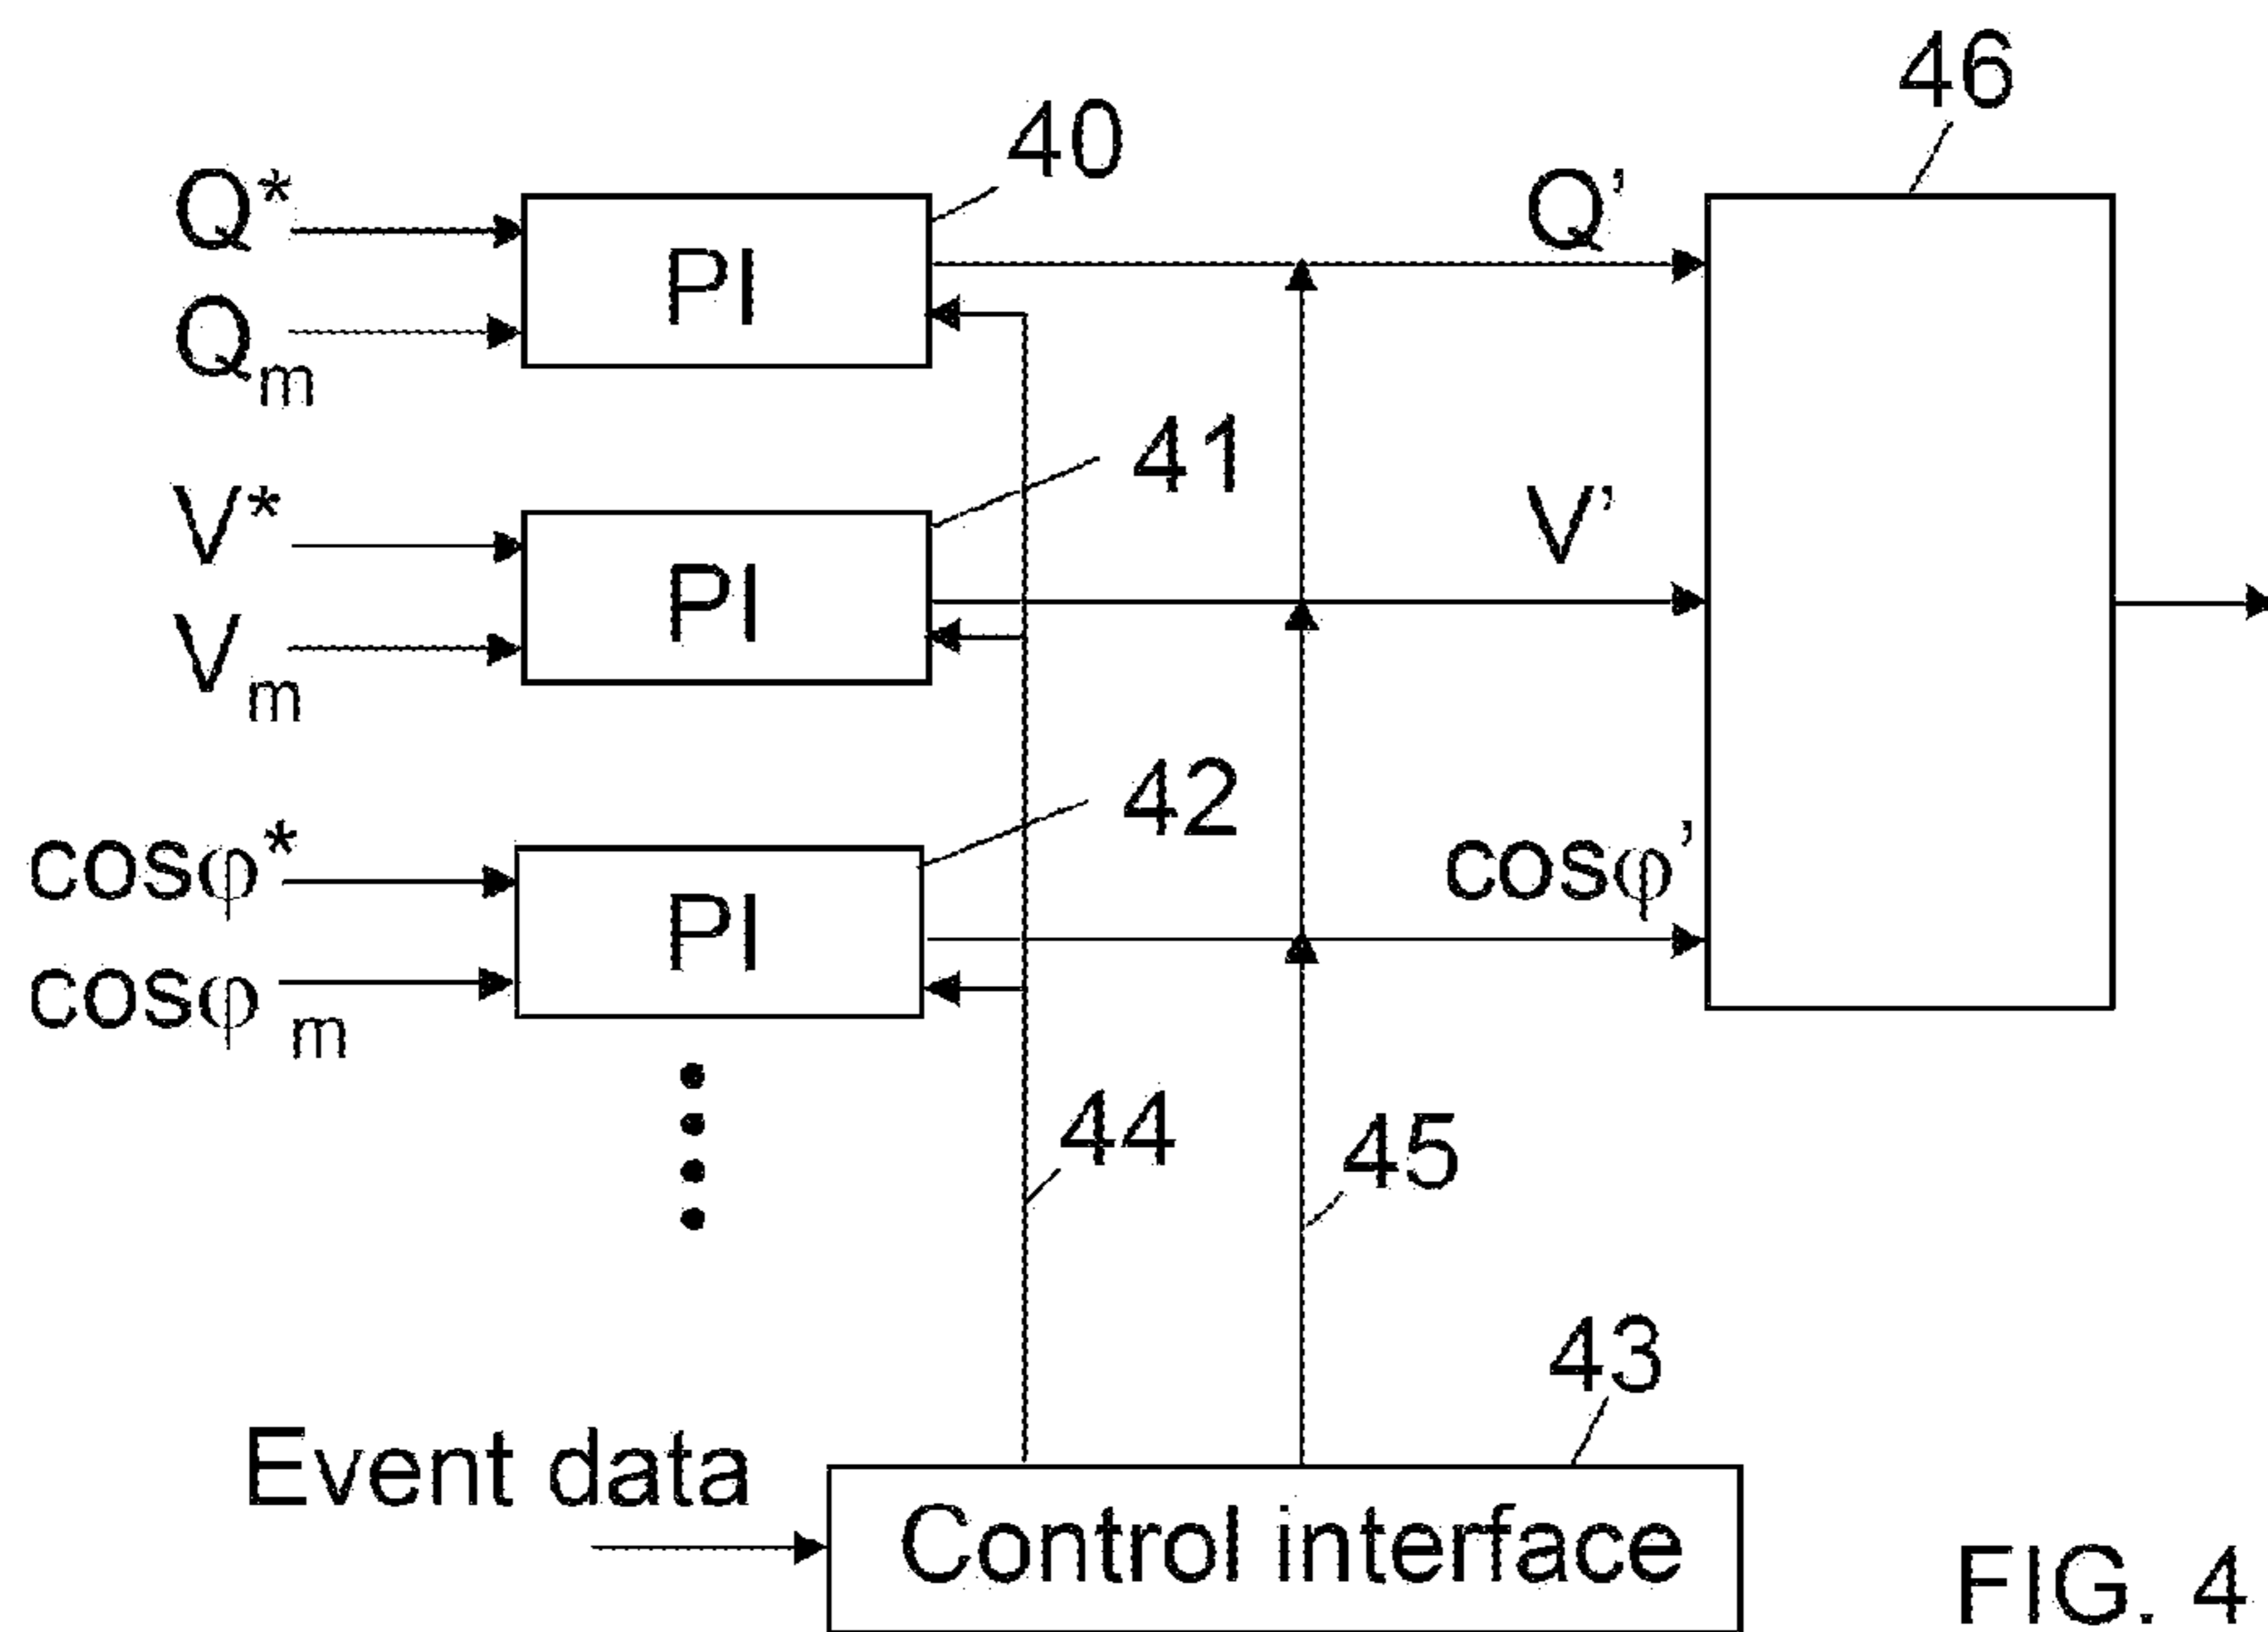 46
40
Q*
Q'
PI
Qm
41
V*
V'
PI
Vm
42
cosφ*
cosφ'
PI
cosφ m
44
45
43
Event data
Control interface
FIG. 4